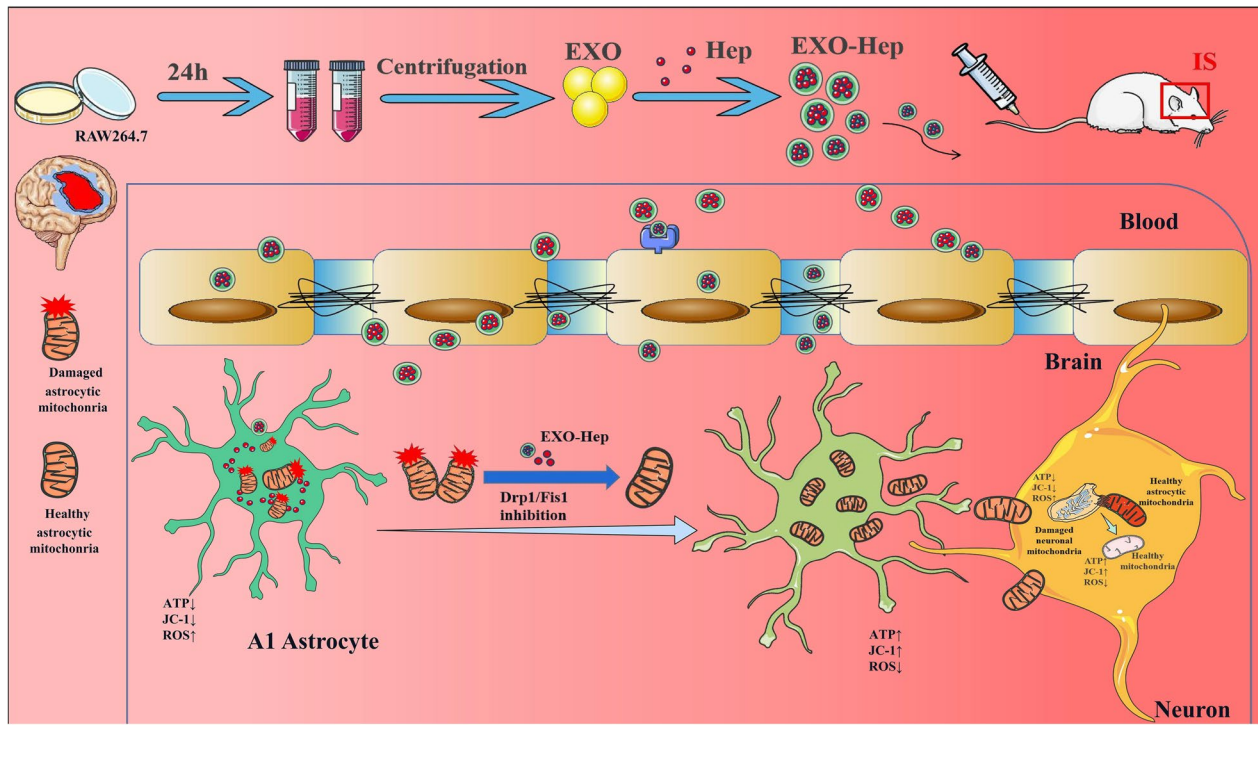 24h
RAW264.7
Centrifugation
EXO
Hep
EXO-Hep
IS
Blood
Brain
Damaged
astrocytic
mitochonria
Healthy
astrocytic
mitochonria
ATP↓
JC-1↓
ROS↑
A1 Astrocyte
EXO-Hep
Drp1/Fis1
inhibition
ATP↑
JC-1↑
ROS↓
ATP↓
JC-1↓
ROS↑
Healthy
astrocytic
mitochondria
Damaged
neuronal
mitochondria
Healthy
mitochondria
ATP↑
JC-1↑
ROS↓
Neuron